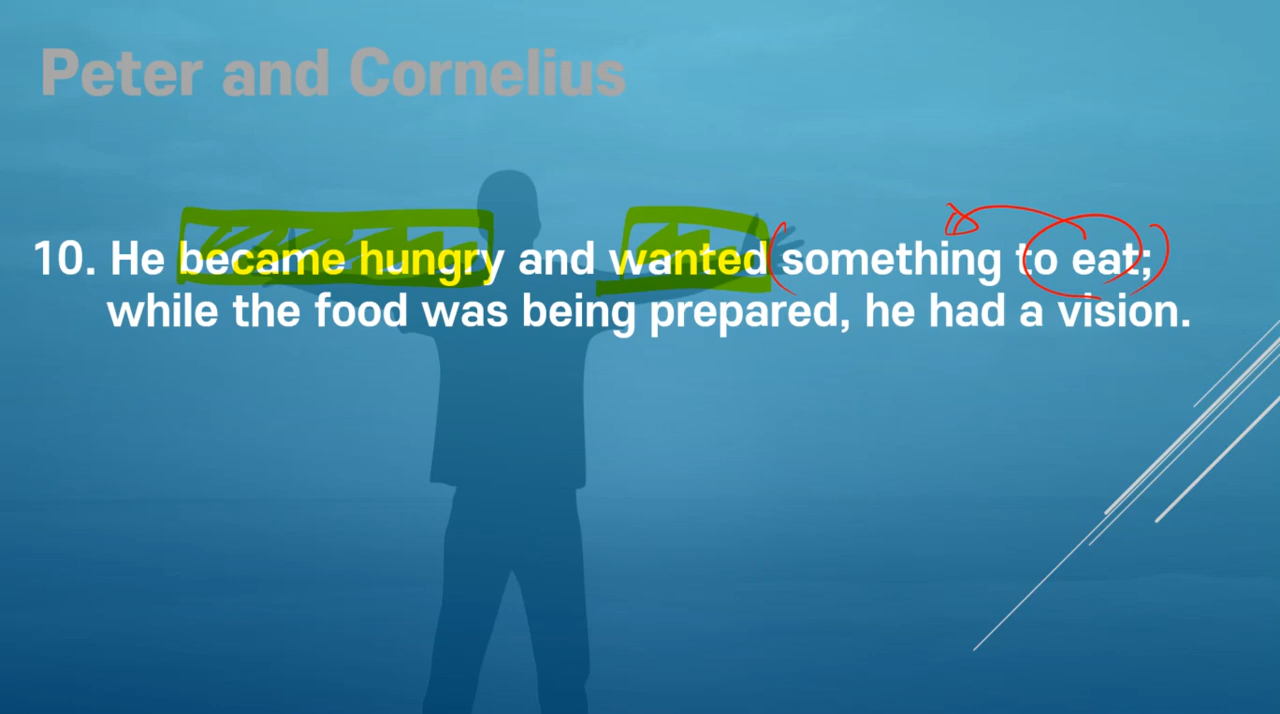 Peter and Cornelius
10. He became hungry and wanted something to eat;
while the food was being prepared, he had a vision.